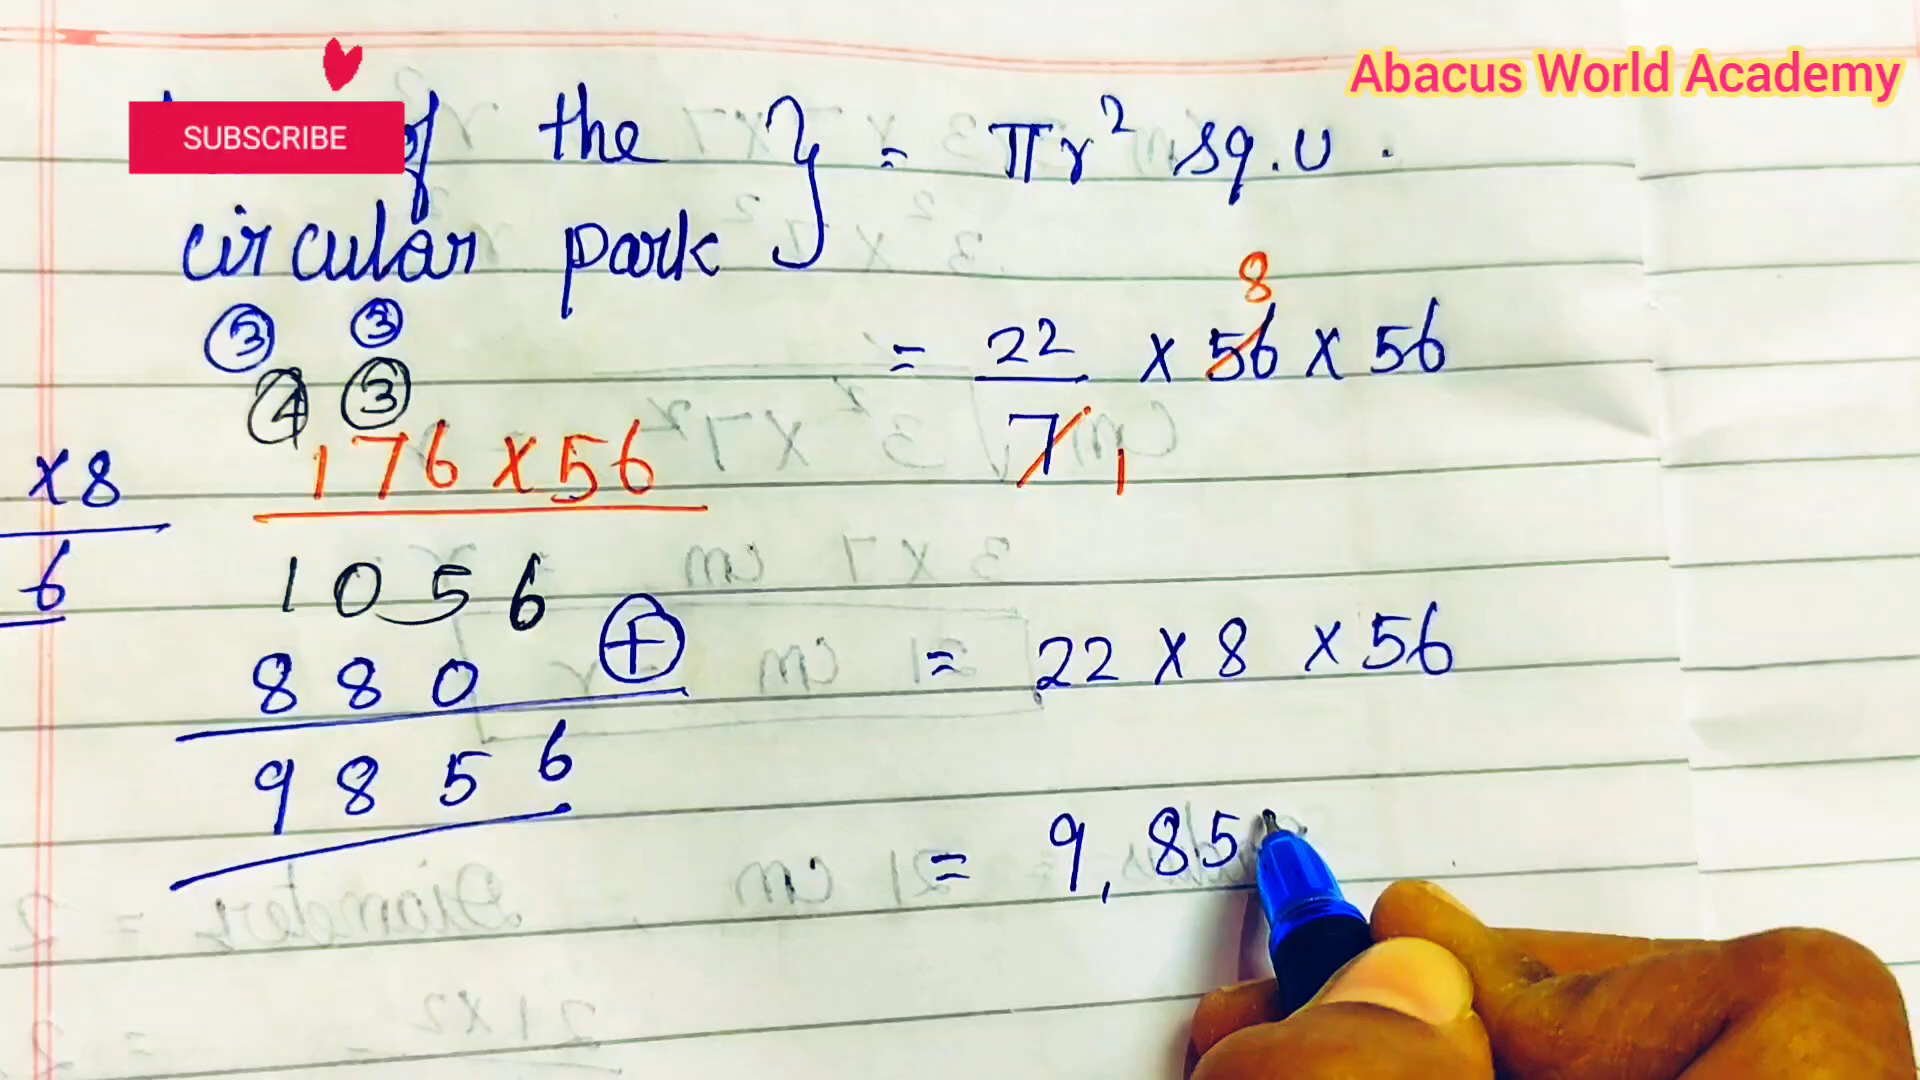 Abacus World Academy
SUBSCRIBE
of the } = πr² sq.u.
circular park
8
= 22/7 × 56 × 56
1
3 3
4 3
176 × 56
×8
1056
6
880 +
= 22 × 8 × 56
9856
= 9,85